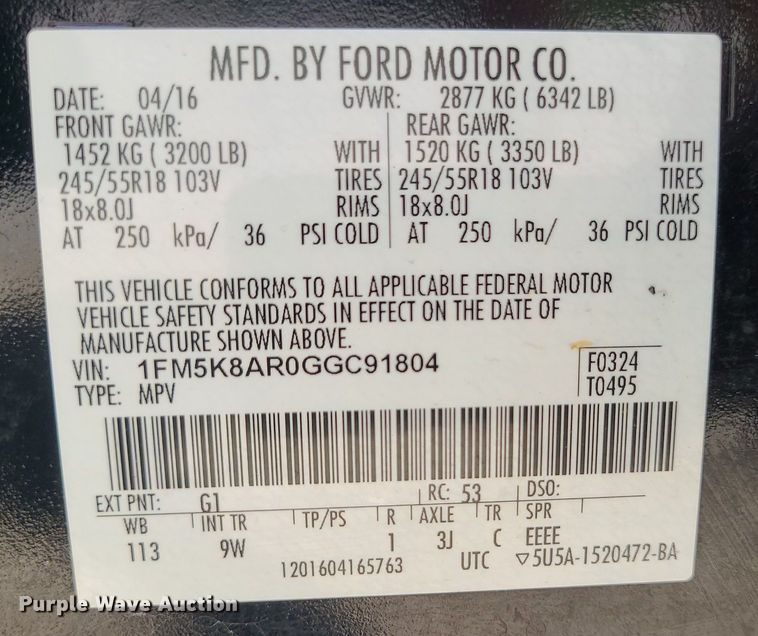 MFD. BY FORD MOTOR CO.
DATE: 04/16 GVWR: 2877 KG ( 6342 LB)
FRONT GAWR: REAR GAWR:
1452 KG ( 3200 LB) WITH 1520 KG ( 3350 LB) WITH
245/55R18 103V TIRES 245/55R18 103V TIRES
18x8.0J RIMS 18x8.0J RIMS
AT 250 kPa/ 36 PSI COLD AT 250 kPa/ 36 PSI COLD
THIS VEHICLE CONFORMS TO ALL APPLICABLE FEDERAL MOTOR
VEHICLE SAFETY STANDARDS IN EFFECT ON THE DATE OF
MANUFACTURE SHOWN ABOVE.
VIN: 1FM5K8AR0GGC91804 F0324
TYPE: MPV T0495
EXT PNT: G1 RC: 53 DSO:
WB INT TR TP/PS R AXLE TR SPR
113 9W 1 3J C EEEE
1201604165763 UTC ▽5U5A-1520472-BA
Purple Wave Auction